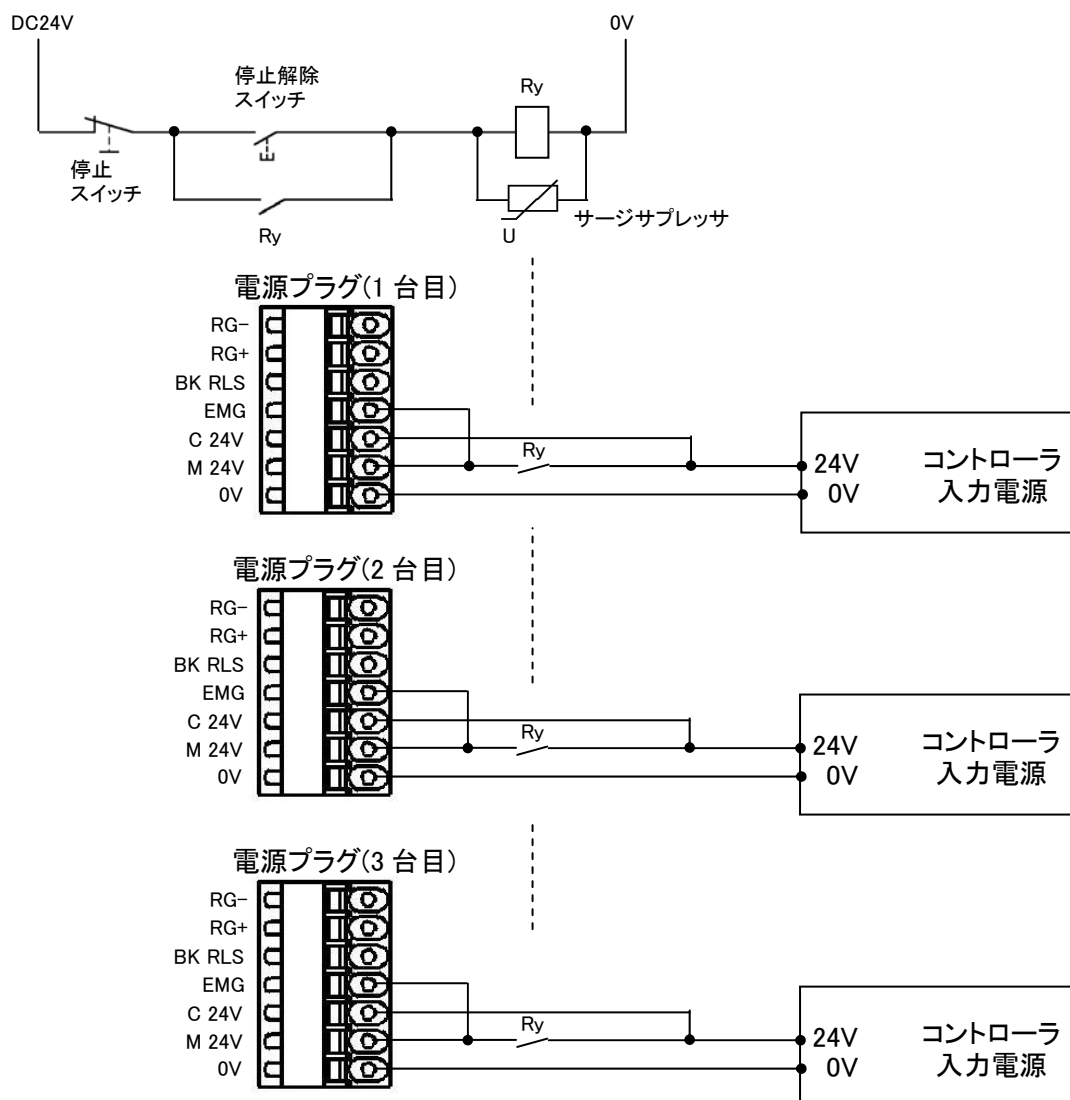 DC24V
0V
停止解除
スイッチ
Ry
停止
スイッチ
Ry
サージサプレッサ
U
電源プラグ(1 台目)
RG-
RG+
BK RLS
EMG
C 24V
M 24V
0V
Ry
24V
0V
コントローラ
入力電源
電源プラグ(2 台目)
RG-
RG+
BK RLS
EMG
C 24V
M 24V
0V
Ry
24V
0V
コントローラ
入力電源
電源プラグ(3 台目)
RG-
RG+
BK RLS
EMG
C 24V
M 24V
0V
Ry
24V
0V
コントローラ
入力電源